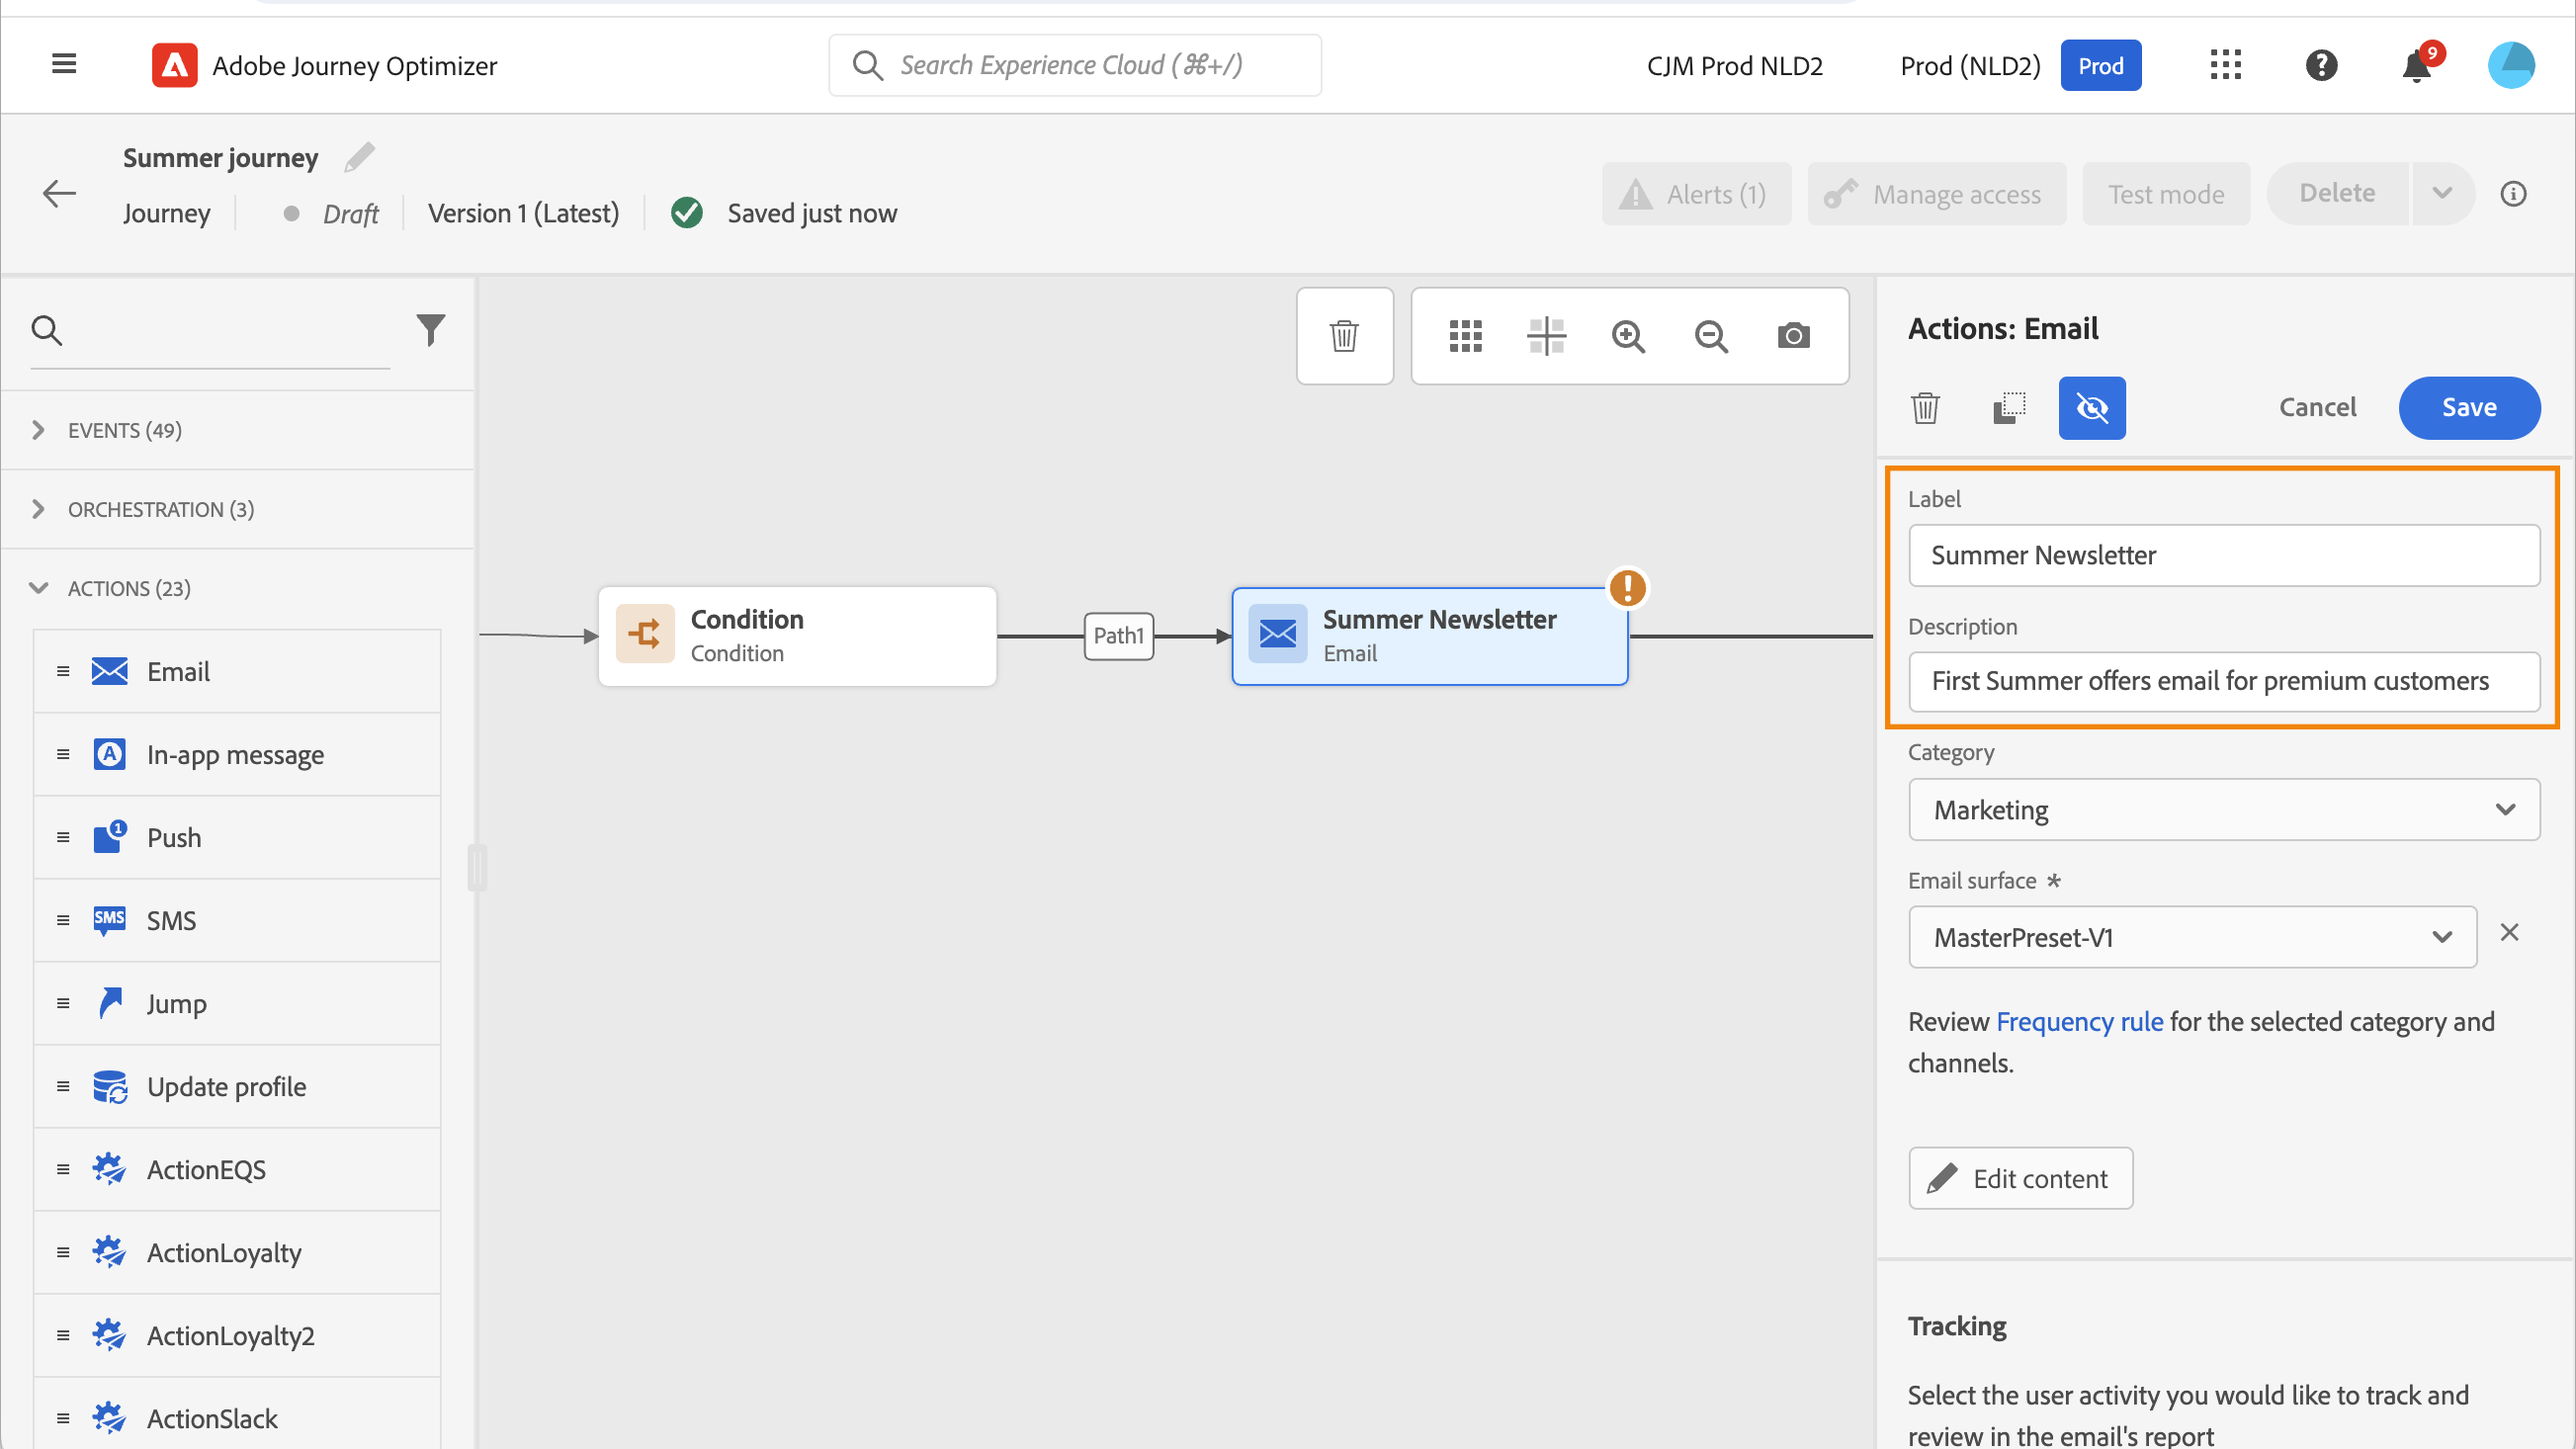 Adobe Journey Optimizer
Search Experience Cloud (⌘+/)
CJM Prod NLD2
Prod (NLD2)
Prod
9
Summer journey
Journey
Draft
Version 1 (Latest)
Saved just now
Alerts (1)
Manage access
Test mode
Delete
EVENTS (49)
ORCHESTRATION (3)
ACTIONS (23)
Email
In-app message
1
Push
SMS
SMS
Jump
Update profile
ActionEQS
ActionLoyalty
ActionLoyalty2
ActionSlack
Condition
Condition
Path1
Summer Newsletter
Email
Actions: Email
Cancel
Save
Label
Summer Newsletter
Description
First Summer offers email for premium customers
Category
Marketing
Email surface *
MasterPreset-V1
Review Frequency rule for the selected category and
channels.
Edit content
Tracking
Select the user activity you would like to track and
review in the email's report